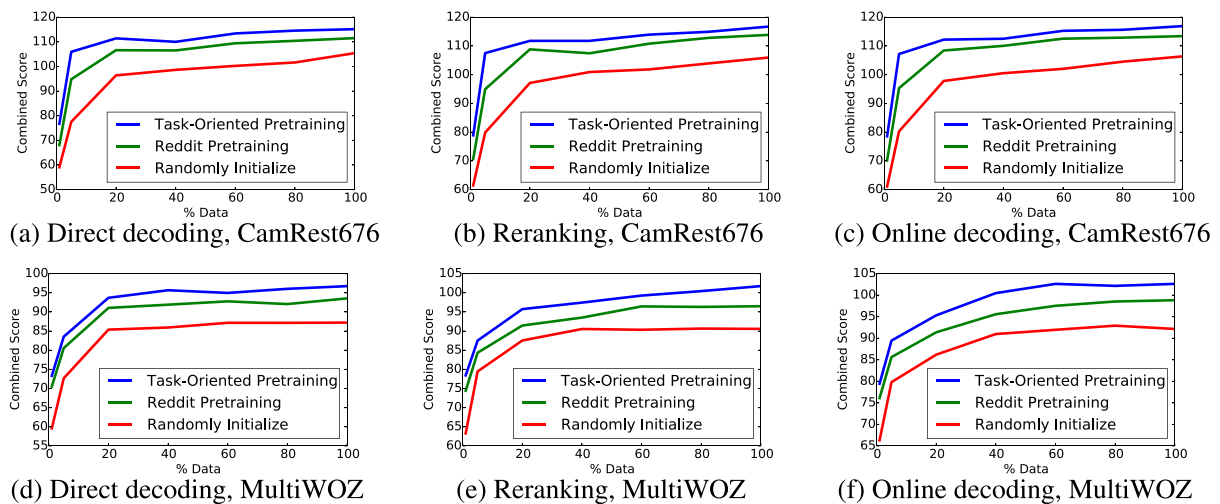 120
110
100
90
80
70
60
50
Combined Score
Task-Oriented Pretraining
Reddit Pretraining
Randomly Initialize
0 20 40 60 80 100
% Data
(a) Direct decoding, CamRest676
120
110
100
90
80
70
60
Combined Score
Task-Oriented Pretraining
Reddit Pretraining
Randomly Initialize
0 20 40 60 80 100
% Data
(b) Reranking, CamRest676
120
110
100
90
80
70
60
Combined Score
Task-Oriented Pretraining
Reddit Pretraining
Randomly Initialize
0 20 40 60 80 100
% Data
(c) Online decoding, CamRest676
100
95
90
85
80
75
70
65
60
55
Combined Score
Task-Oriented Pretraining
Reddit Pretraining
Randomly Initialize
0 20 40 60 80 100
% Data
(d) Direct decoding, MultiWOZ
105
100
95
90
85
80
75
70
65
60
Combined Score
Task-Oriented Pretraining
Reddit Pretraining
Randomly Initialize
0 20 40 60 80 100
% Data
(e) Reranking, MultiWOZ
105
100
95
90
85
80
75
70
65
Combined Score
Task-Oriented Pretraining
Reddit Pretraining
Randomly Initialize
0 20 40 60 80 100
% Data
(f) Online decoding, MultiWOZ